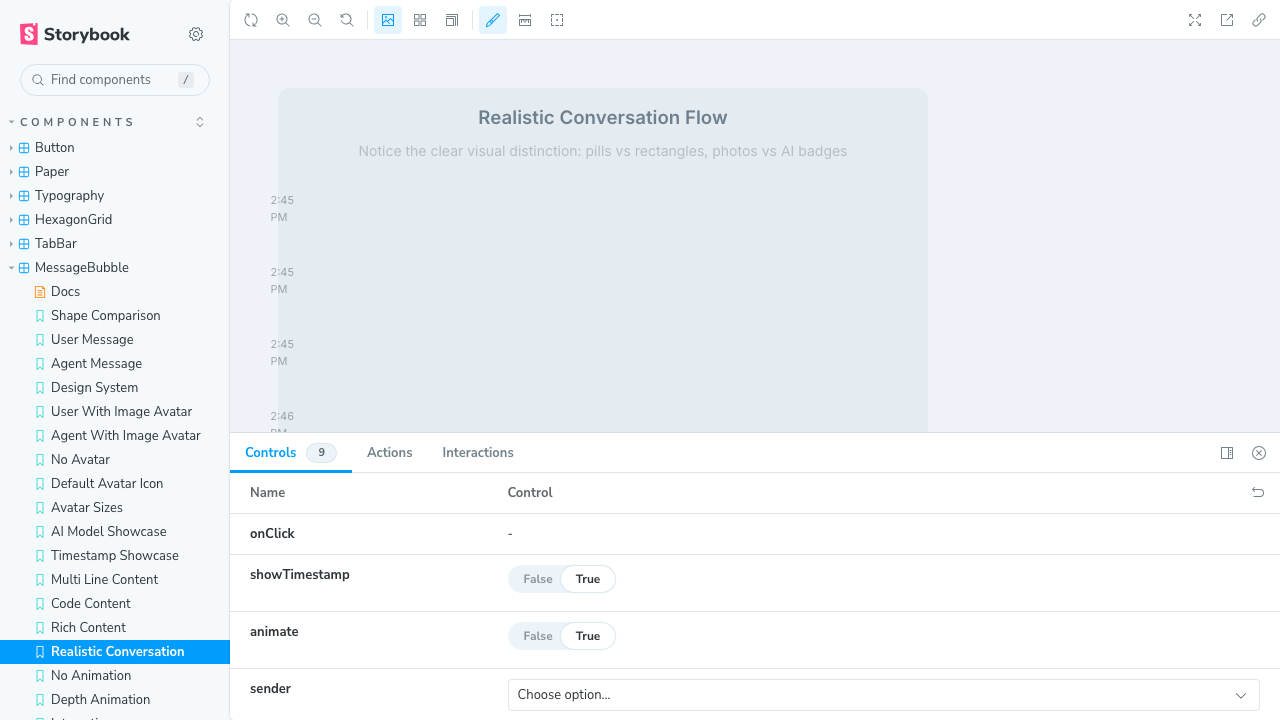 Storybook
Find components
/
COMPONENTS
Button
Paper
Typography
HexagonGrid
TabBar
MessageBubble
Docs
Shape Comparison
User Message
Agent Message
Design System
User With Image Avatar
Agent With Image Avatar
No Avatar
Default Avatar Icon
Avatar Sizes
AI Model Showcase
Timestamp Showcase
Multi Line Content
Code Content
Rich Content
Realistic Conversation
No Animation
Depth Animation
Realistic Conversation Flow
Notice the clear visual distinction: pills vs rectangles, photos vs AI badges
2:45
PM
2:45
PM
2:45
PM
2:46
PM
Controls 9 Actions Interactions
Name Control
onClick -
showTimestamp False True
animate False True
sender Choose option...